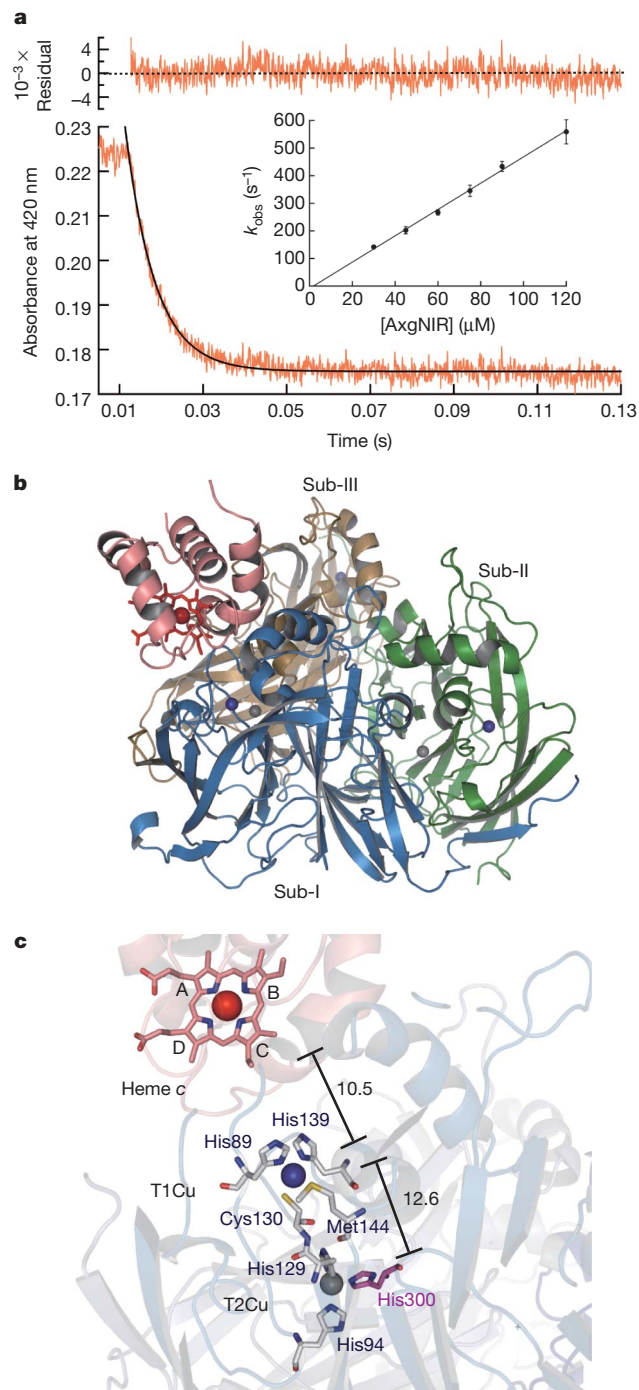 a
10⁻³ ×
Residual
4
0
−4
0.23
0.22
0.21
0.20
0.19
0.18
0.17
Absorbance at 420 nm
0.01 0.03 0.05 0.07 0.09 0.11 0.13
Time (s)
600
500
400
300
200
100
0
k_obs (s⁻¹)
0 20 40 60 80 100 120
[AxgNIR] (μM)
b
Sub-III
Sub-II
Sub-I
c
A B
D C
Heme c
10.5
His89 His139
T1Cu
12.6
Cys130 Met144
His129
T2Cu His300
His94